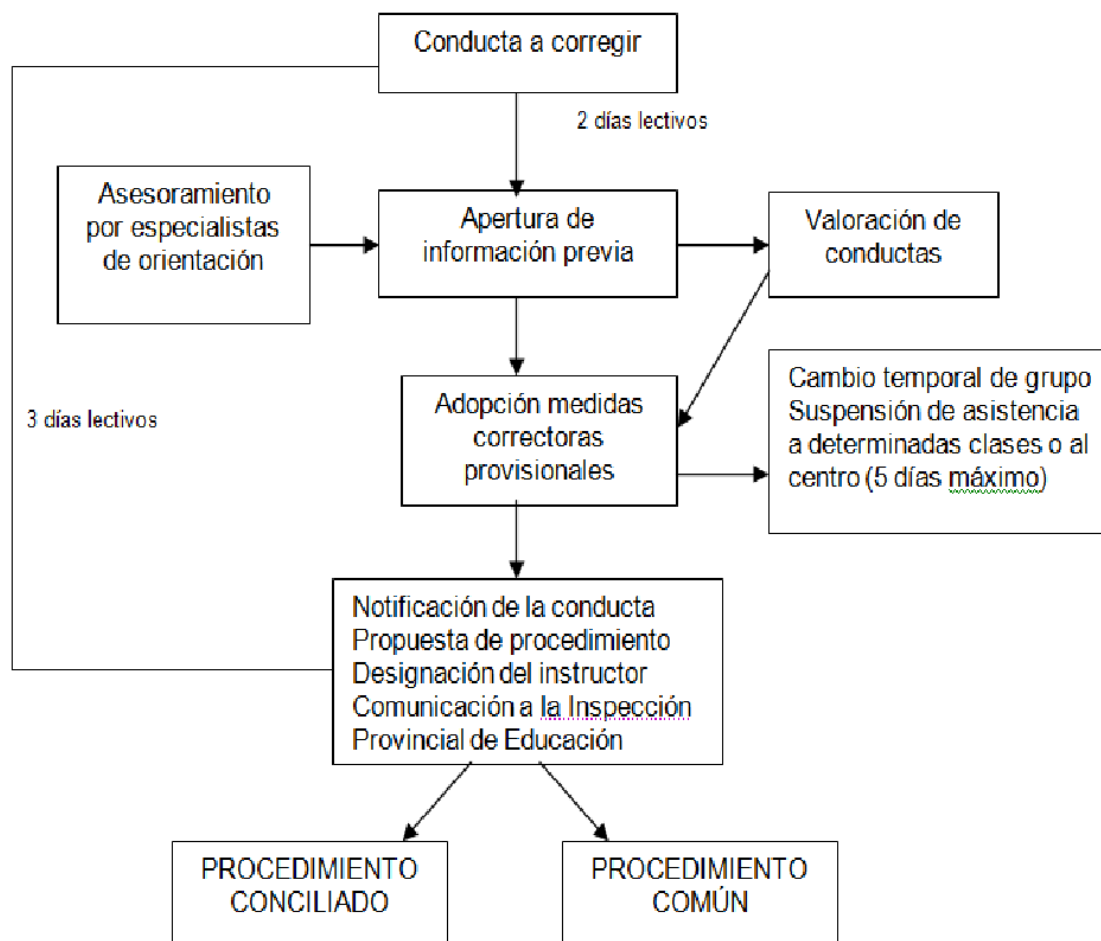 Conducta a corregir
2 días lectivos
Asesoramiento
por especialistas
de orientación
Apertura de
información previa
Valoración de
conductas
3 días lectivos
Adopción medidas
correctoras
provisionales
Cambio temporal de grupo
Suspensión de asistencia
a determinadas clases o al
centro (5 días máximo)
Notificación de la conducta
Propuesta de procedimiento
Designación del instructor
Comunicación a la Inspección
Provincial de Educación
PROCEDIMIENTO
CONCILIADO
PROCEDIMIENTO
COMÚN